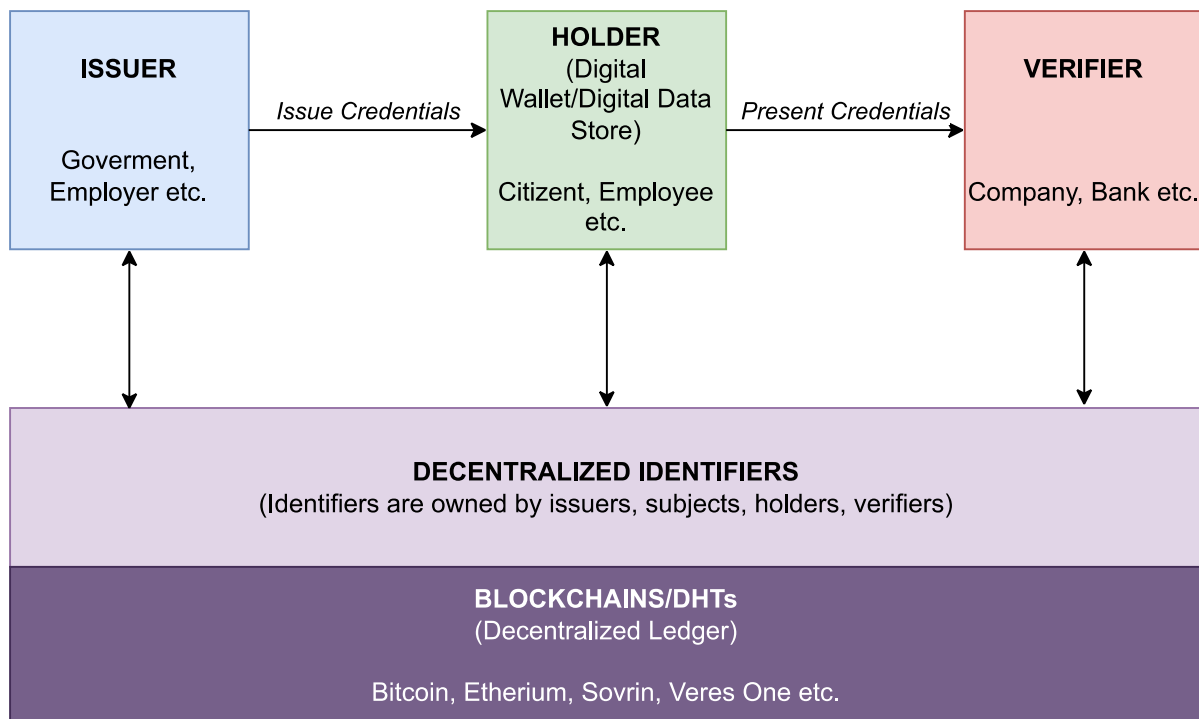 ISSUER
Goverment,
Employer etc.
Issue Credentials
HOLDER
(Digital
Wallet/Digital Data
Store)
Citizent, Employee
etc.
Present Credentials
VERIFIER
Company, Bank etc.
DECENTRALIZED IDENTIFIERS
(Identifiers are owned by issuers, subjects, holders, verifiers)
BLOCKCHAINS/DHTs
(Decentralized Ledger)
Bitcoin, Etherium, Sovrin, Veres One etc.